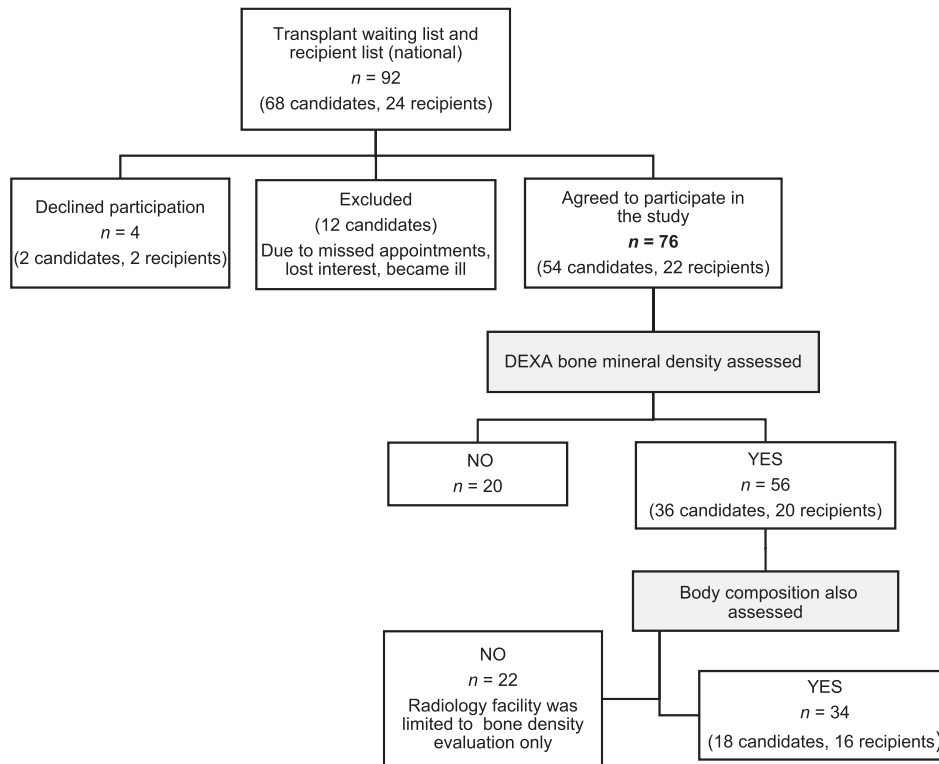 Transplant waiting list and
recipient list (national)
n = 92
(68 candidates, 24 recipients)
Declined participation
n = 4
(2 candidates, 2 recipients)
Excluded
(12 candidates)
Due to missed appointments,
lost interest, became ill
Agreed to participate in
the study
n = 76
(54 candidates, 22 recipients)
DEXA bone mineral density assessed
NO
n = 20
YES
n = 56
(36 candidates, 20 recipients)
Body composition also
assessed
NO
n = 22
Radiology facility was
limited to bone density
evaluation only
YES
n = 34
(18 candidates, 16 recipients)